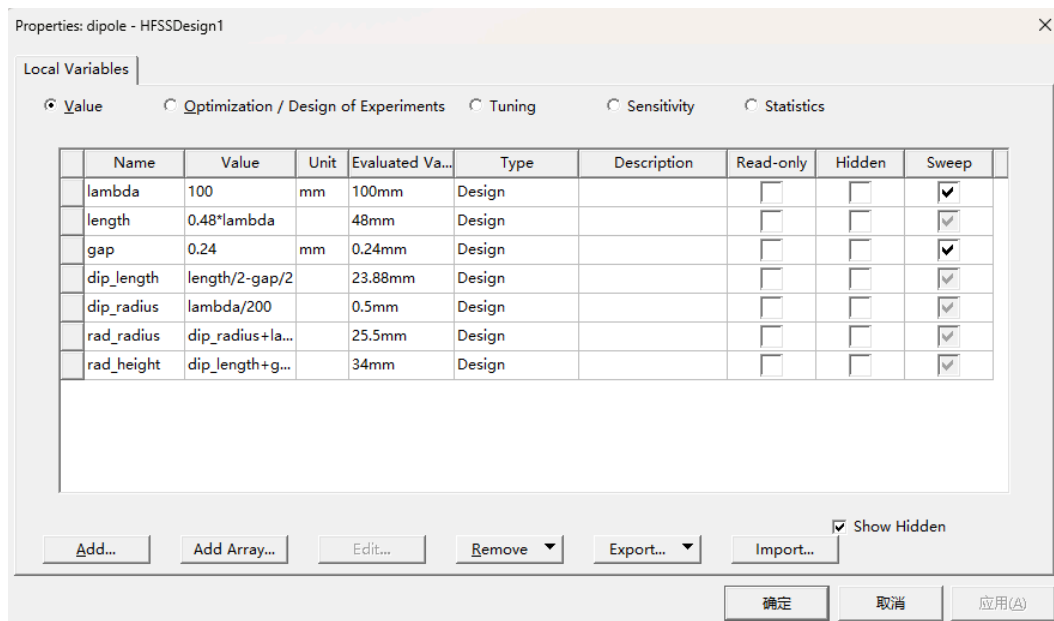 Properties: dipole - HFSSDesign1
Local Variables
Value Optimization / Design of Experiments Tuning Sensitivity Statistics
Name Value Unit Evaluated Va... Type Description Read-only Hidden Sweep
lambda 100 mm 100mm Design
length 0.48*lambda 48mm Design
gap 0.24 mm 0.24mm Design
dip_length length/2-gap/2 23.88mm Design
dip_radius lambda/200 0.5mm Design
rad_radius dip_radius+la... 25.5mm Design
rad_height dip_length+g... 34mm Design
Show Hidden
Add... Add Array... Edit... Remove Export... Import...
确定 取消 应用(A)